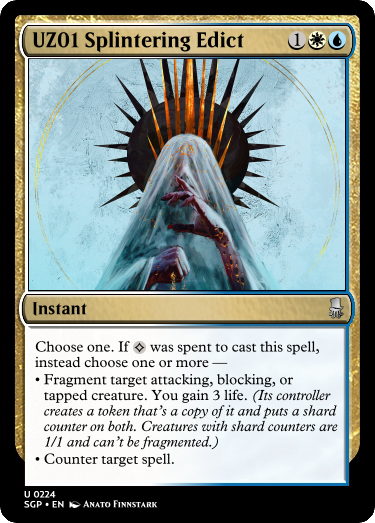 UZ01 Splintering Edict 1
Instant
Choose one. If was spent to cast this spell,
instead choose one or more —
• Fragment target attacking, blocking, or
tapped creature. You gain 3 life. (Its controller
creates a token that's a copy of it and puts a shard
counter on both. Creatures with shard counters are
1/1 and can't be fragmented.)
• Counter target spell.
U 0224
SGP • EN Anato Finnstark